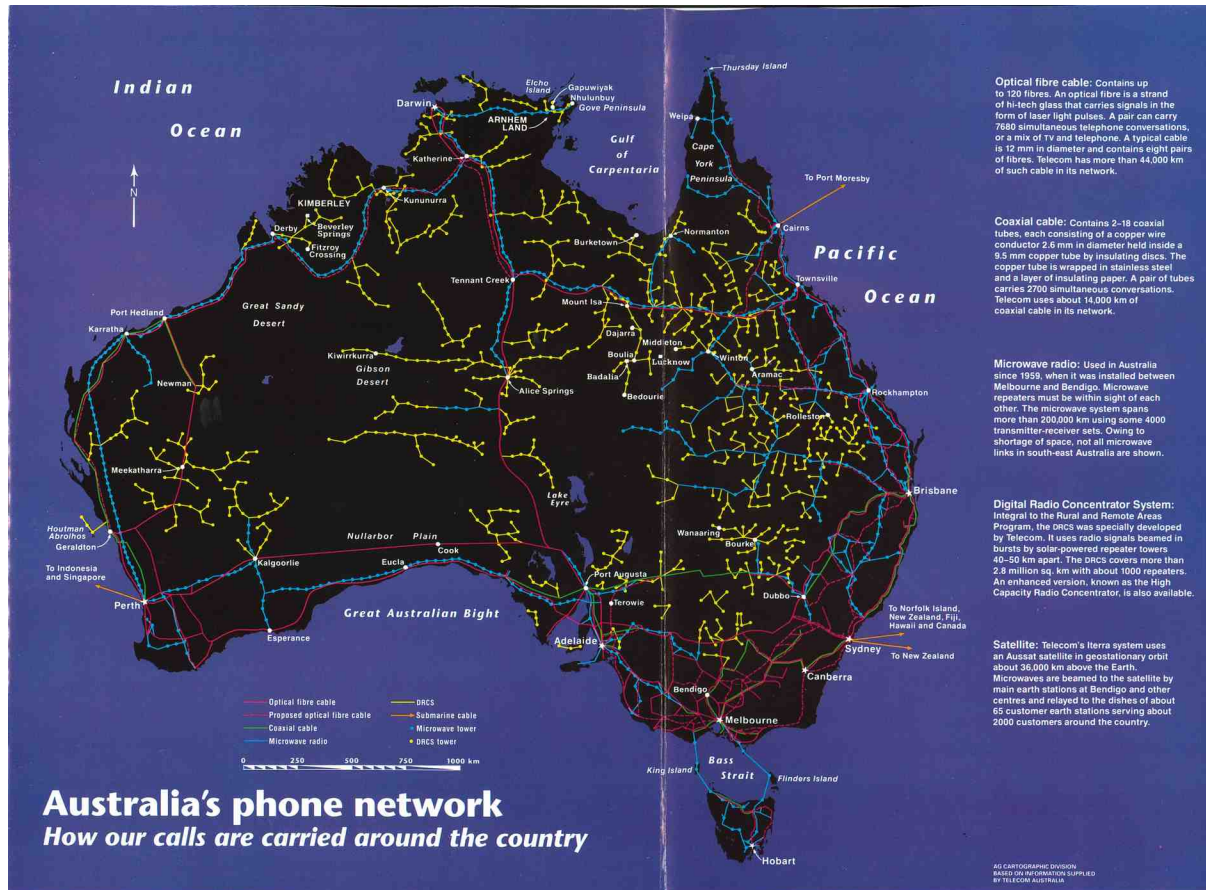 Indian
Ocean
N
Darwin
Elcho
Island
Gapuwiyak
Nhulunbuy
Gove Peninsula
ARNHEM
LAND
Gulf
of
Carpentaria
Thursday Island
Weipa
Cape
York
Peninsula
To Port Moresby
Katherine
KIMBERLEY
Kununurra
Derby
Beverley
Springs
Fitzroy
Crossing
Burketown
Normanton
Cairns
Pacific
Ocean
Tennant Creek
Mount Isa
Townsville
Great Sandy
Desert
Port Hedland
Karratha
Dajarra
Middleton
Kiwirrkurra
Gibson
Desert
Boulia
Lucknow
Winton
Badalia
Aramac
Newman
Alice Springs
Bedourie
Rockhampton
Rolleston
Meekatharra
Lake
Eyre
Brisbane
Houtman
Abrolhos
Geraldton
Nullarbor Plain
Cook
Wanaaring
Bourke
To Indonesia
and Singapore
Kalgoorlie
Eucla
Port Augusta
Perth
Great Australian Bight
Terowie
Dubbo
To Norfolk Island,
New Zealand, Fiji,
Hawaii and Canada
Esperance
Adelaide
Sydney
To New Zealand
Canberra
Bendigo
Melbourne
King Island
Bass
Strait
Flinders Island
Hobart
Optical fibre cable
Proposed optical fibre cable
Coaxial cable
Microwave radio
DRCS
Submarine cable
Microwave tower
DRCS tower
0 250 500 750 1000 km
Australia's phone network
How our calls are carried around the country
Optical fibre cable: Contains up
to 120 fibres. An optical fibre is a strand
of hi-tech glass that carries signals in the
form of laser light pulses. A pair can carry
7680 simultaneous telephone conversations,
or a mix of TV and telephone. A typical cable
is 12 mm in diameter and contains eight pairs
of fibres. Telecom has more than 44,000 km
of such cable in its network.
Coaxial cable: Contains 2–18 coaxial
tubes, each consisting of a copper wire
conductor 2.6 mm in diameter held inside a
9.5 mm copper tube by insulating discs. The
copper tube is wrapped in stainless steel
and a layer of insulating paper. A pair of tubes
carries 2700 simultaneous conversations.
Telecom uses about 14,000 km of
coaxial cable in its network.
Microwave radio: Used in Australia
since 1959, when it was installed between
Melbourne and Bendigo. Microwave
repeaters must be within sight of each
other. The microwave system spans
more than 200,000 km using some 4000
transmitter-receiver sets. Owing to
shortage of space, not all microwave
links in south-east Australia are shown.
Digital Radio Concentrator System:
Integral to the Rural and Remote Areas
Program, the DRCS was specially developed
by Telecom. It uses radio signals beamed in
bursts by solar-powered repeater towers
40–50 km apart. The DRCS covers more than
2.8 million sq. km with about 1000 repeaters.
An enhanced version, known as the High
Capacity Radio Concentrator, is also available.
Satellite: Telecom's Iterra system uses
an Aussat satellite in geostationary orbit
about 36,000 km above the Earth.
Microwaves are beamed to the satellite by
main earth stations at Bendigo and other
centres and relayed to the dishes of about
65 customer earth stations serving about
2000 customers around the country.
AG CARTOGRAPHIC DIVISION
BASED ON INFORMATION SUPPLIED
BY TELECOM AUSTRALIA